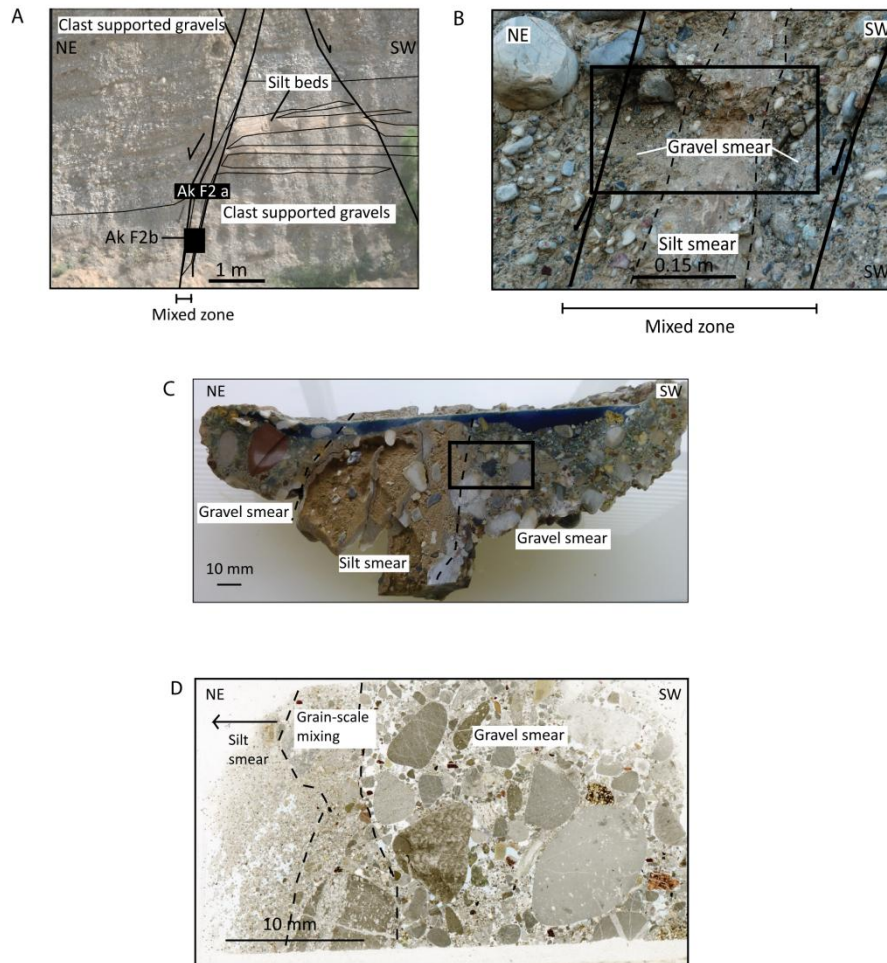 A
Clast supported gravels
NE
SW
Silt beds
Ak F2 a
Clast supported gravels
Ak F2b
1 m
Mixed zone
B
NE
SW
Gravel smear
Silt smear
0.15 m
SW
Mixed zone
C
NE
SW
Gravel smear
Silt smear
Gravel smear
10 mm
D
NE
SW
Grain-scale
mixing
Gravel smear
Silt
smear
10 mm